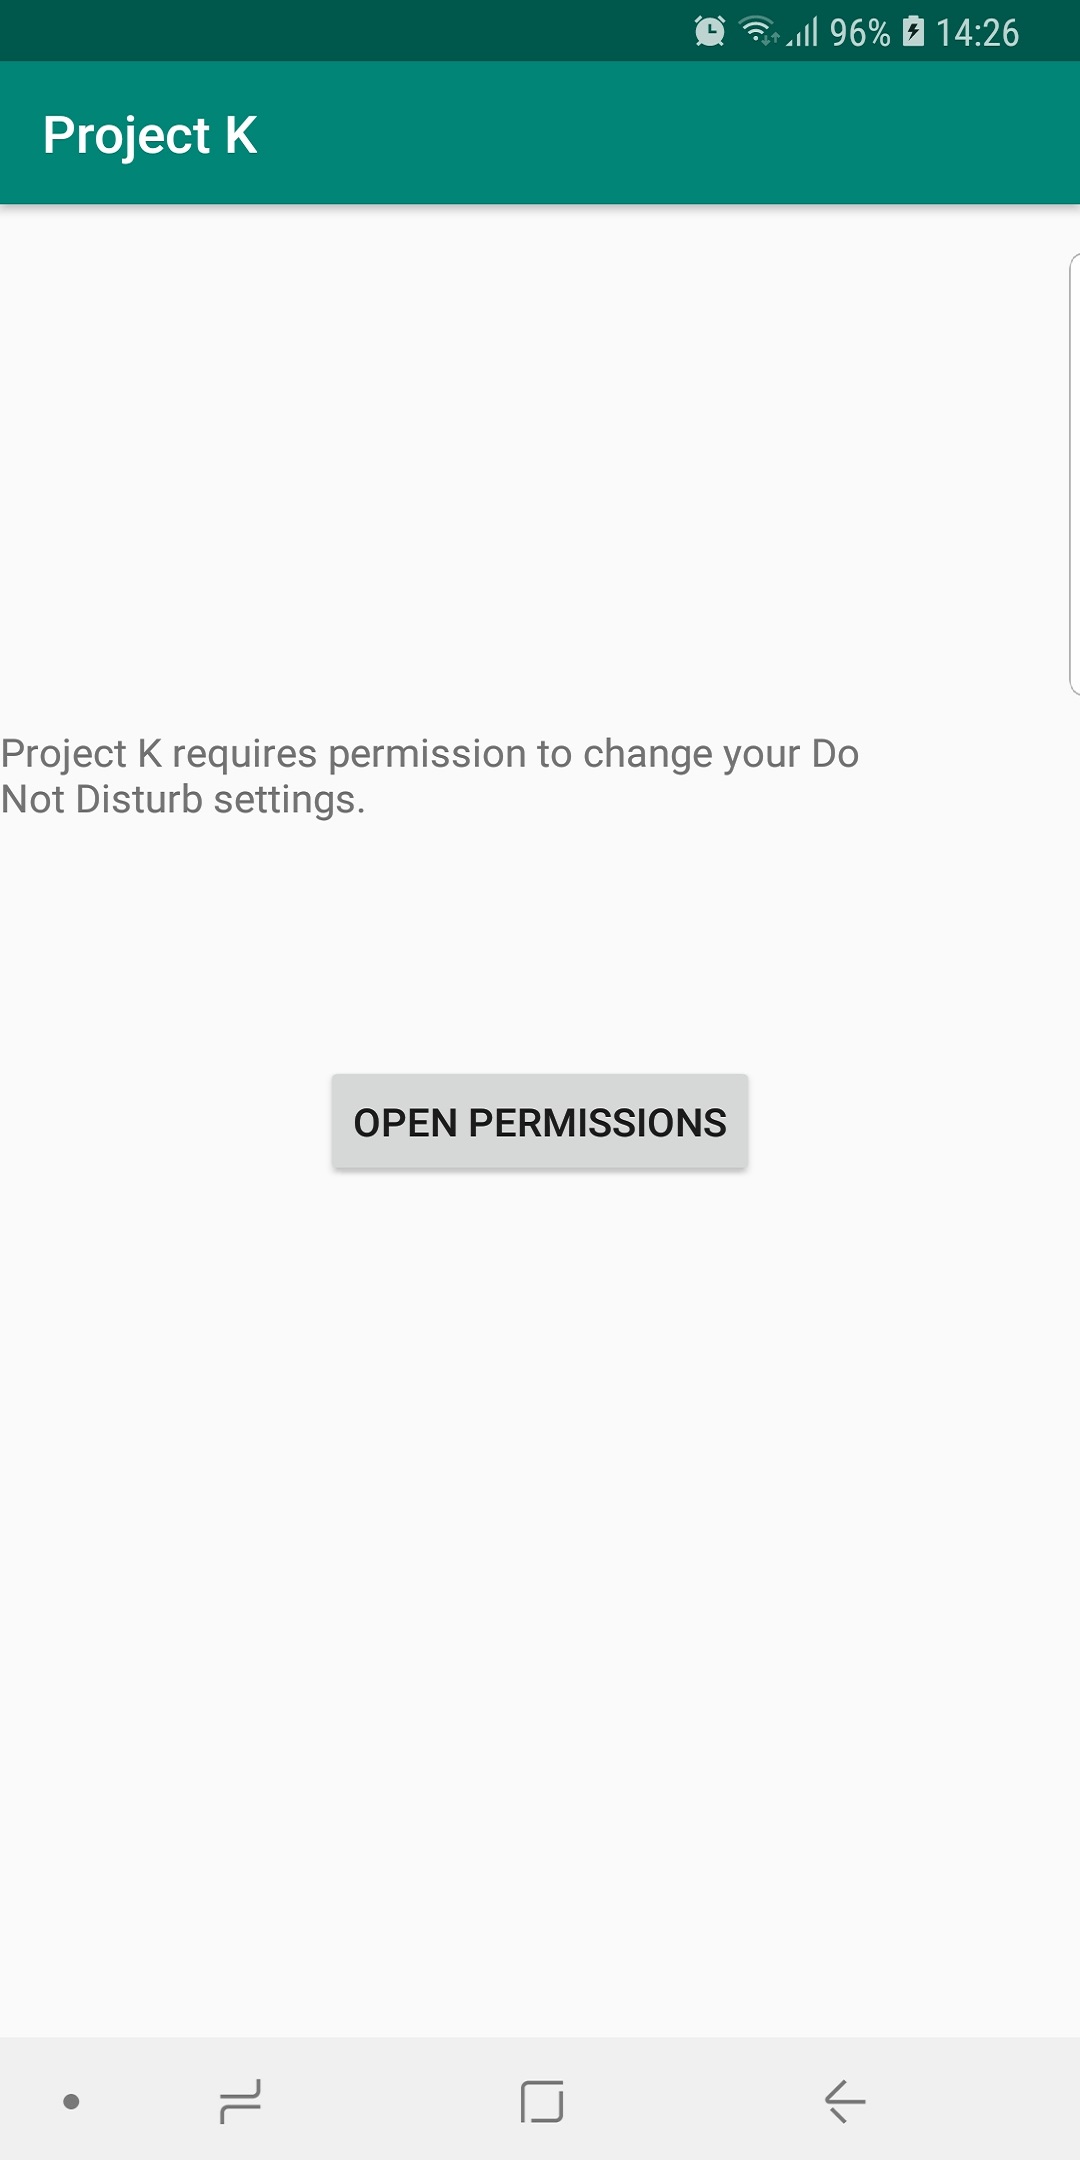 96% 14:26
Project K
Project K requires permission to change your Do
Not Disturb settings.
OPEN PERMISSIONS